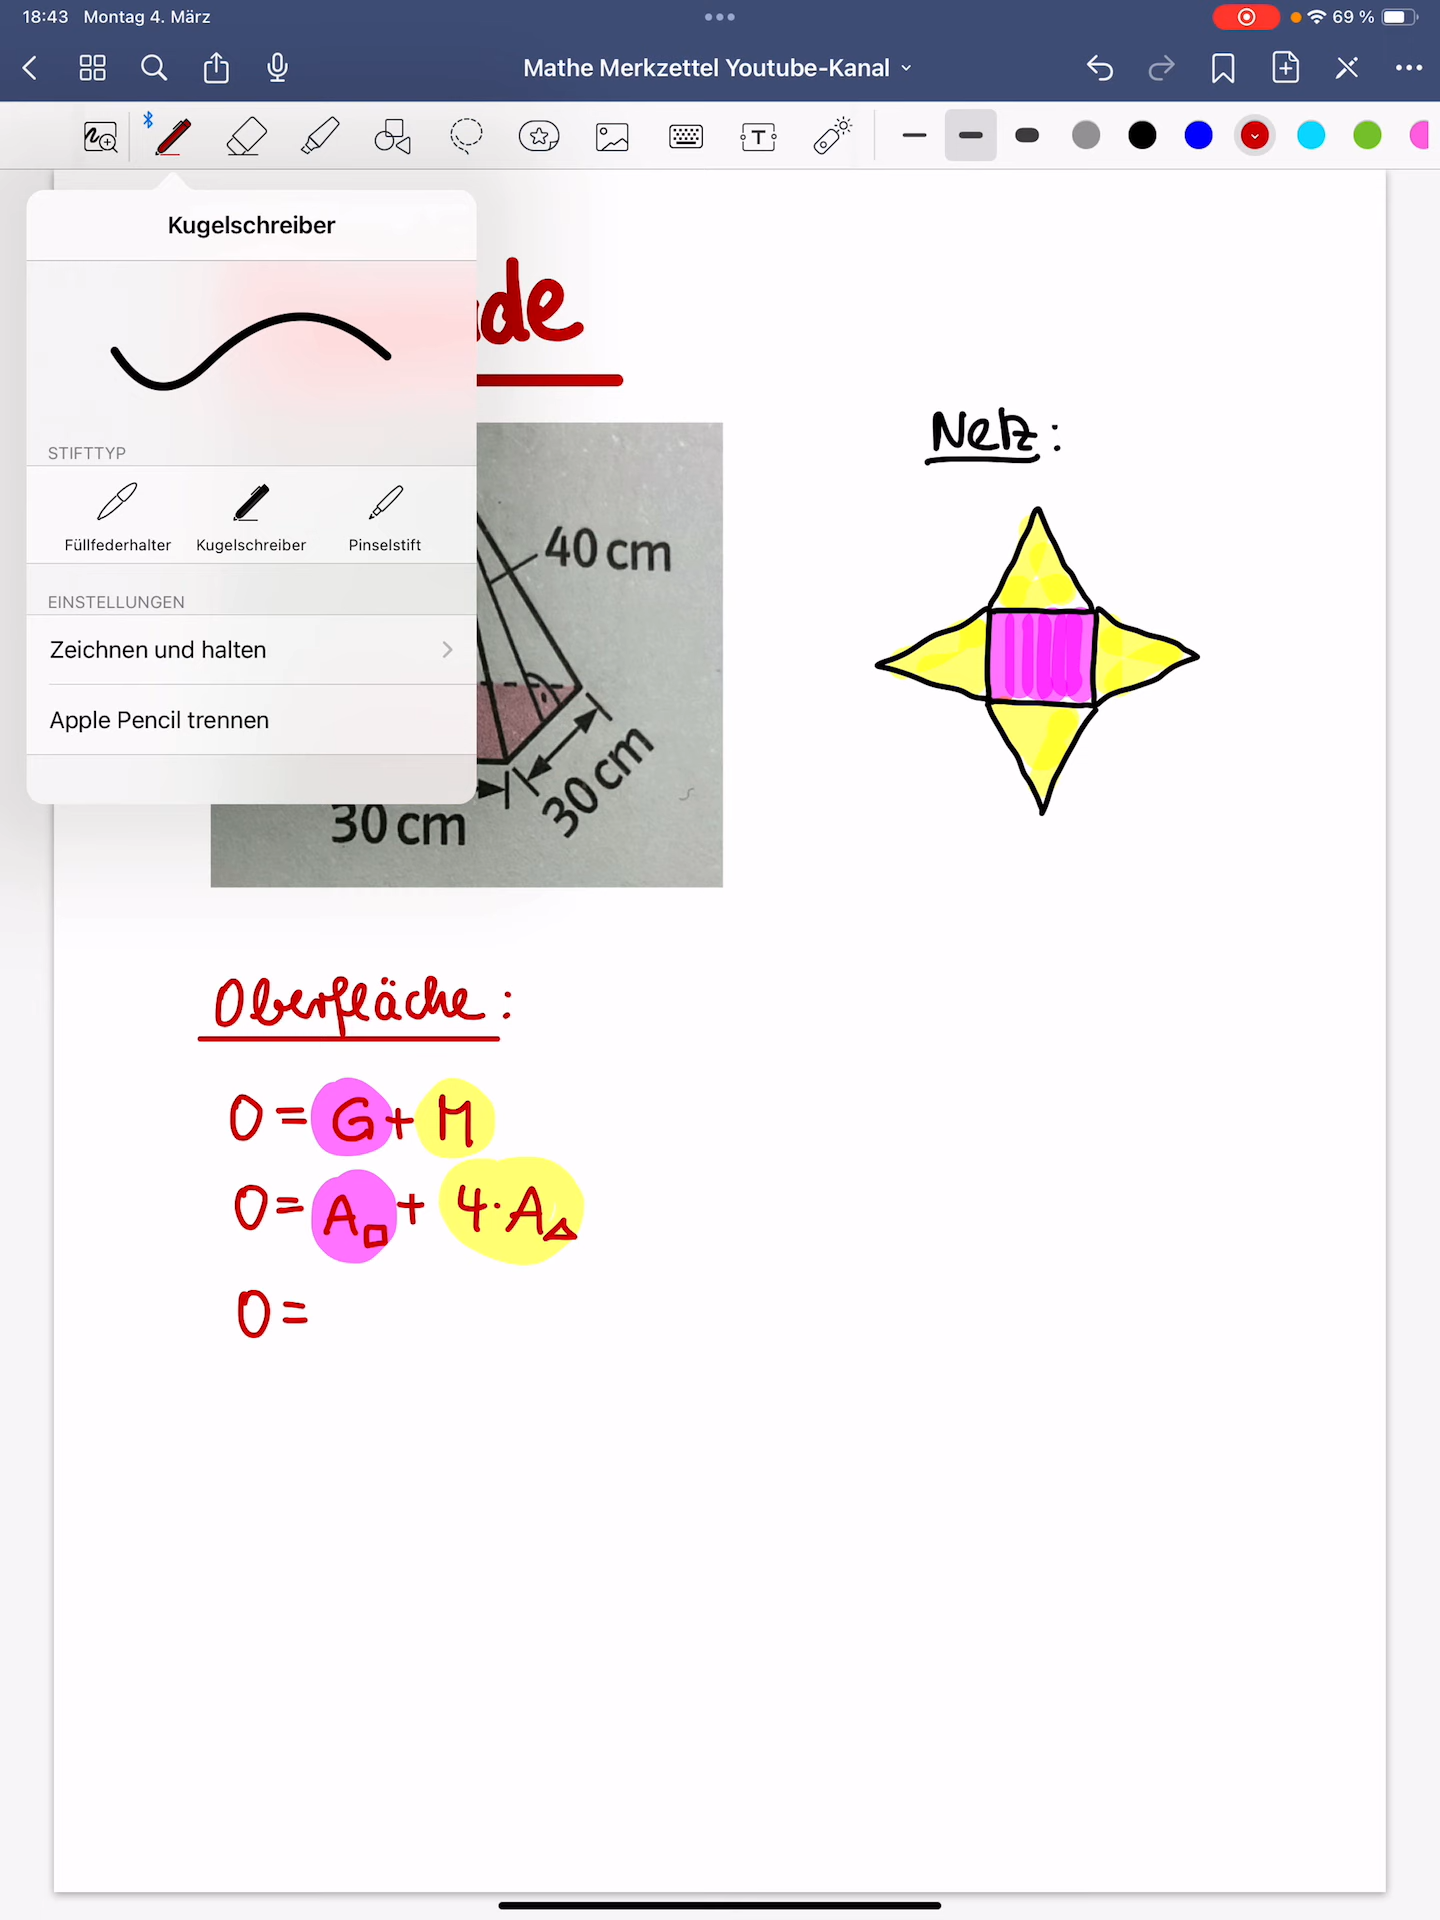 18:43 Montag 4. März
69 %
Mathe Merkzettel Youtube-Kanal
T
Kugelschreiber
STIFTTYP
Füllfederhalter Kugelschreiber Pinselstift
EINSTELLUNGEN
Zeichnen und halten
Apple Pencil trennen
de
40 cm
30 cm
30 cm
Netz:
Oberfläche:
O = G + M
O = A□ + 4·A△
O =